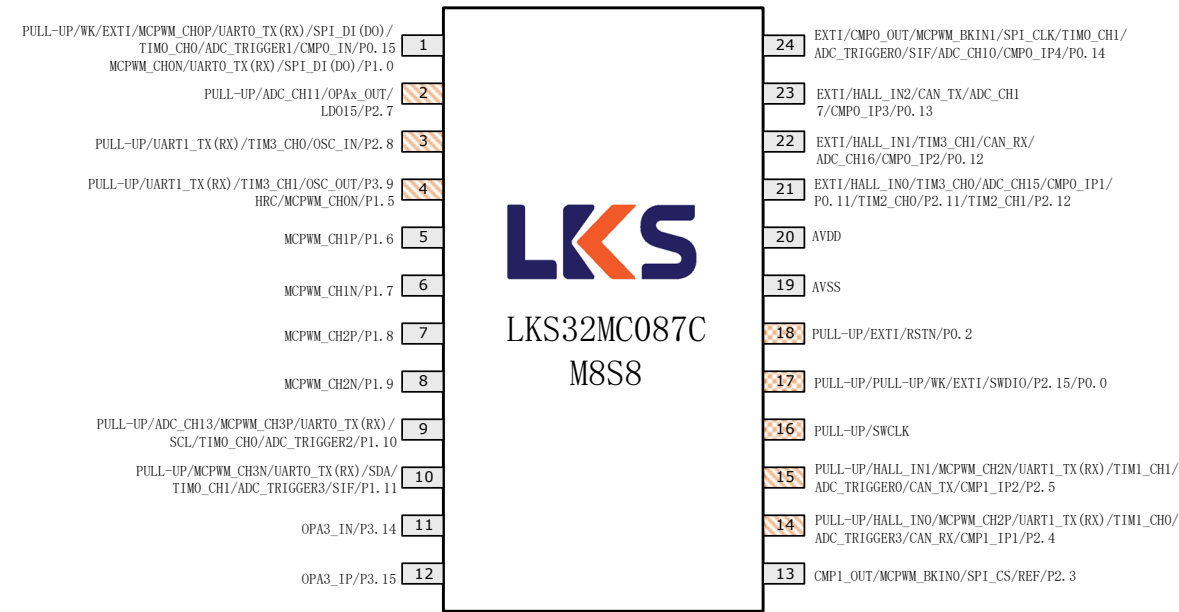 PULL-UP/WK/EXTI/MCPWM_CH0P/UART0_TX(RX)/SPI_DI(DO)/
TIM0_CH0/ADC_TRIGGER1/CMP0_IN/P0.15
MCPWM_CH0N/UART0_TX(RX)/SPI_DI(DO)/P1.0
1
PULL-UP/ADC_CH11/OPAx_OUT/
LDO15/P2.7
2
PULL-UP/UART1_TX(RX)/TIM3_CH0/OSC_IN/P2.8
3
PULL-UP/UART1_TX(RX)/TIM3_CH1/OSC_OUT/P3.9
HRC/MCPWM_CH0N/P1.5
4
MCPWM_CH1P/P1.6
5
MCPWM_CH1N/P1.7
6
MCPWM_CH2P/P1.8
7
MCPWM_CH2N/P1.9
8
PULL-UP/ADC_CH13/MCPWM_CH3P/UART0_TX(RX)/
SCL/TIM0_CH0/ADC_TRIGGER2/P1.10
9
PULL-UP/MCPWM_CH3N/UART0_TX(RX)/SDA/
TIM0_CH1/ADC_TRIGGER3/SIF/P1.11
10
OPA3_IN/P3.14
11
OPA3_IP/P3.15
12
LKS
LKS32MC087C
M8S8
24
EXTI/CMP0_OUT/MCPWM_BKIN1/SPI_CLK/TIM0_CH1/
ADC_TRIGGER0/SIF/ADC_CH10/CMP0_IP4/P0.14
23
EXTI/HALL_IN2/CAN_TX/ADC_CH1
7/CMP0_IP3/P0.13
22
EXTI/HALL_IN1/TIM3_CH1/CAN_RX/
ADC_CH16/CMP0_IP2/P0.12
21
EXTI/HALL_IN0/TIM3_CH0/ADC_CH15/CMP0_IP1/
P0.11/TIM2_CH0/P2.11/TIM2_CH1/P2.12
20
AVDD
19
AVSS
18
PULL-UP/EXTI/RSTN/P0.2
17
PULL-UP/PULL-UP/WK/EXTI/SWDIO/P2.15/P0.0
16
PULL-UP/SWCLK
15
PULL-UP/HALL_IN1/MCPWM_CH2N/UART1_TX(RX)/TIM1_CH1/
ADC_TRIGGER0/CAN_TX/CMP1_IP2/P2.5
14
PULL-UP/HALL_IN0/MCPWM_CH2P/UART1_TX(RX)/TIM1_CH0/
ADC_TRIGGER3/CAN_RX/CMP1_IP1/P2.4
13
CMP1_OUT/MCPWM_BKIN0/SPI_CS/REF/P2.3